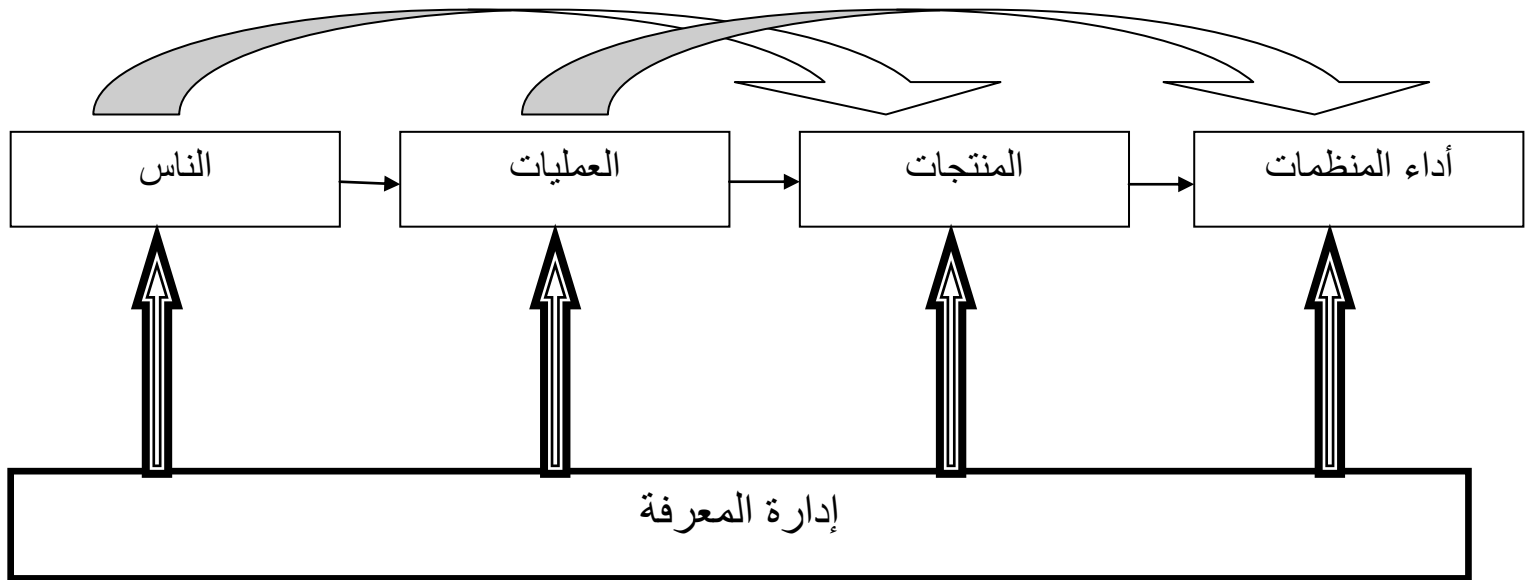 الناس
العمليات
المنتجات
أداء المنظمات
إدارة المعرفة